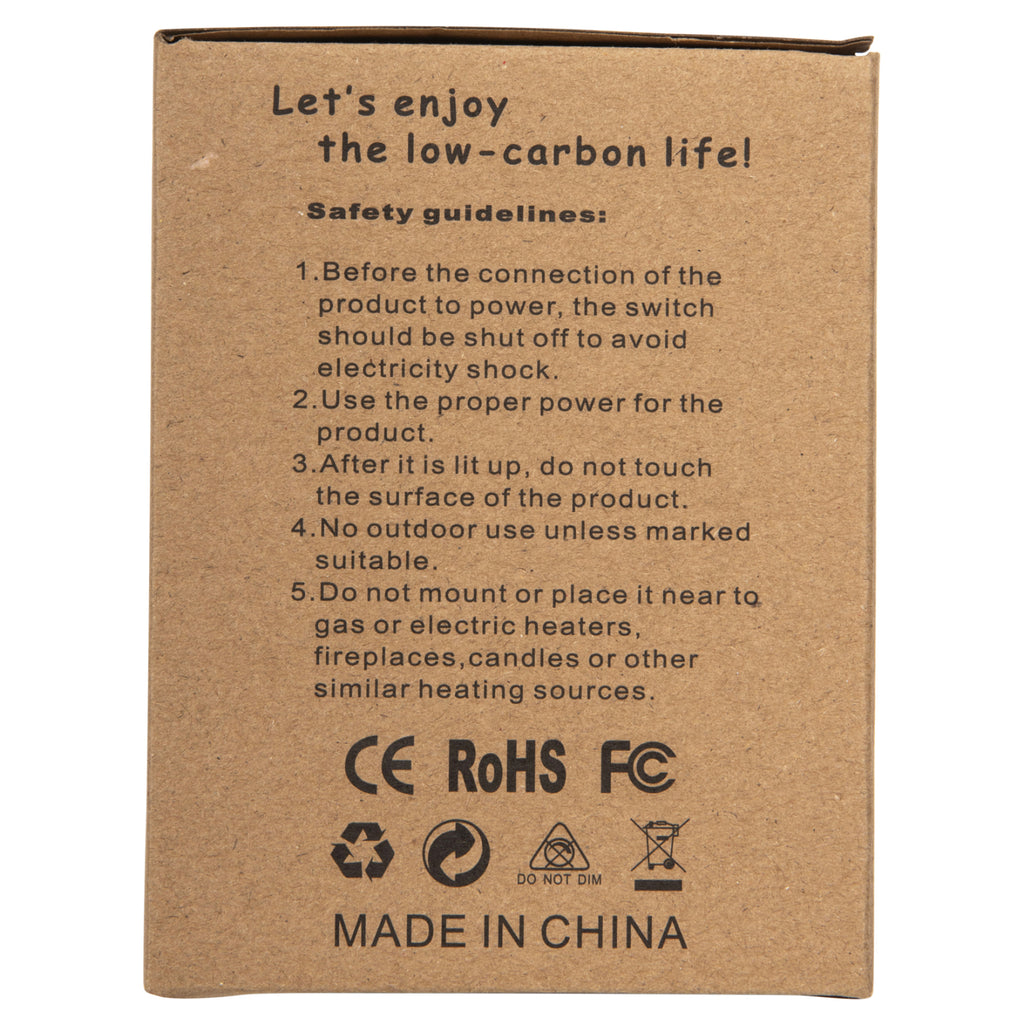 Let's enjoy
the low-carbon life!
Safety guidelines:
1.Before the connection of the
product to power, the switch
should be shut off to avoid
electricity shock.
2.Use the proper power for the
product.
3.After it is lit up, do not touch
the surface of the product.
4.No outdoor use unless marked
suitable.
5.Do not mount or place it near to
gas or electric heaters,
fireplaces,candles or other
similar heating sources.
CE RoHS FC
DO NOT DIM
MADE IN CHINA